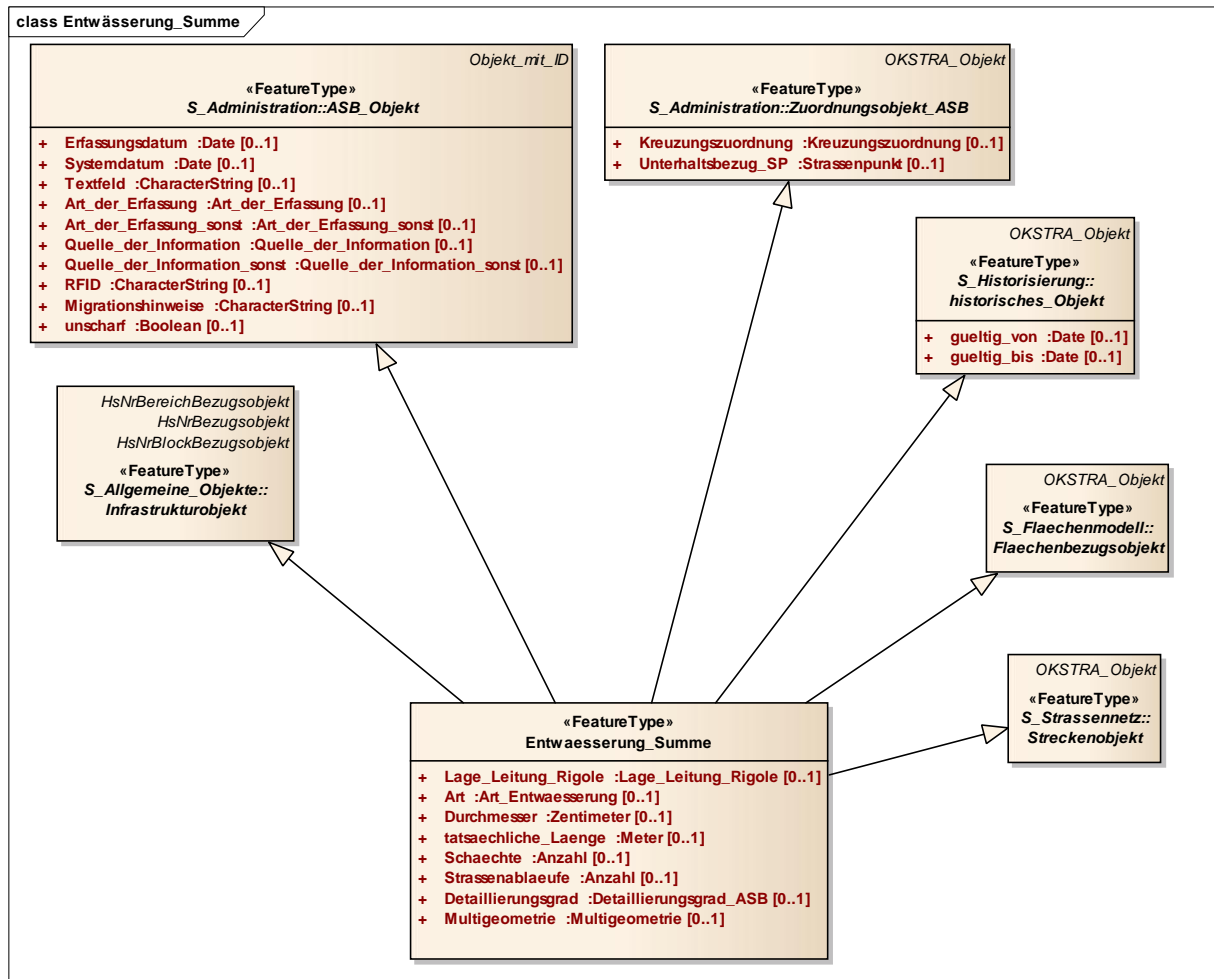 class Entwässerung_Summe
Objekt_mit_ID
«FeatureType»
S_Administration::ASB_Objekt
+ Erfassungsdatum :Date [0..1]
+ Systemdatum :Date [0..1]
+ Textfeld :CharacterString [0..1]
+ Art_der_Erfassung :Art_der_Erfassung [0..1]
+ Art_der_Erfassung_sonst :Art_der_Erfassung_sonst [0..1]
+ Quelle_der_Information :Quelle_der_Information [0..1]
+ Quelle_der_Information_sonst :Quelle_der_Information_sonst [0..1]
+ RFID :CharacterString [0..1]
+ Migrationshinweise :CharacterString [0..1]
+ unscharf :Boolean [0..1]
OKSTRA_Objekt
«FeatureType»
S_Administration::Zuordnungsobjekt_ASB
+ Kreuzungszuordnung :Kreuzungszuordnung [0..1]
+ Unterhaltsbezug_SP :Strassenpunkt [0..1]
OKSTRA_Objekt
«FeatureType»
S_Historisierung::
historisches_Objekt
+ gueltig_von :Date [0..1]
+ gueltig_bis :Date [0..1]
HsNrBereichBezugsobjekt
HsNrBezugsobjekt
HsNrBlockBezugsobjekt
«FeatureType»
S_Allgemeine_Objekte::
Infrastrukturobjekt
OKSTRA_Objekt
«FeatureType»
S_Flaechenmodell::
Flaechenbezugsobjekt
OKSTRA_Objekt
«FeatureType»
S_Strassennetz::
Streckenobjekt
«FeatureType»
Entwaesserung_Summe
+ Lage_Leitung_Rigole :Lage_Leitung_Rigole [0..1]
+ Art :Art_Entwaesserung [0..1]
+ Durchmesser :Zentimeter [0..1]
+ tatsaechliche_Laenge :Meter [0..1]
+ Schaechte :Anzahl [0..1]
+ Strassenablaeufe :Anzahl [0..1]
+ Detaillierungsgrad :Detaillierungsgrad_ASB [0..1]
+ Multigeometrie :Multigeometrie [0..1]